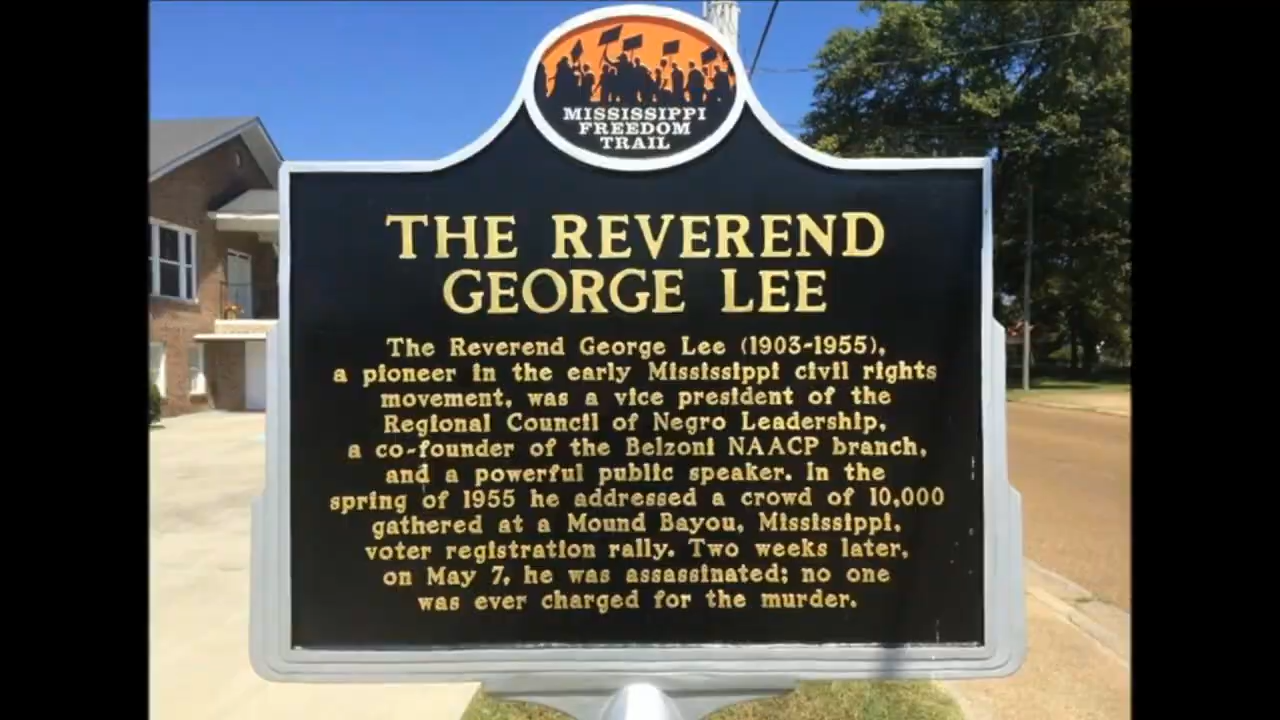 MISSISSIPPI
FREEDOM
TRAIL
THE REVEREND
GEORGE LEE
The Reverend George Lee (1903-1955),
a pioneer in the early Mississippi civil rights
movement, was a vice president of the
Regional Council of Negro Leadership,
a co-founder of the Belzoni NAACP branch,
and a powerful public speaker. In the
spring of 1955 he addressed a crowd of 10,000
gathered at a Mound Bayou, Mississippi,
voter registration rally. Two weeks later,
on May 7, he was assassinated; no one
was ever charged for the murder.